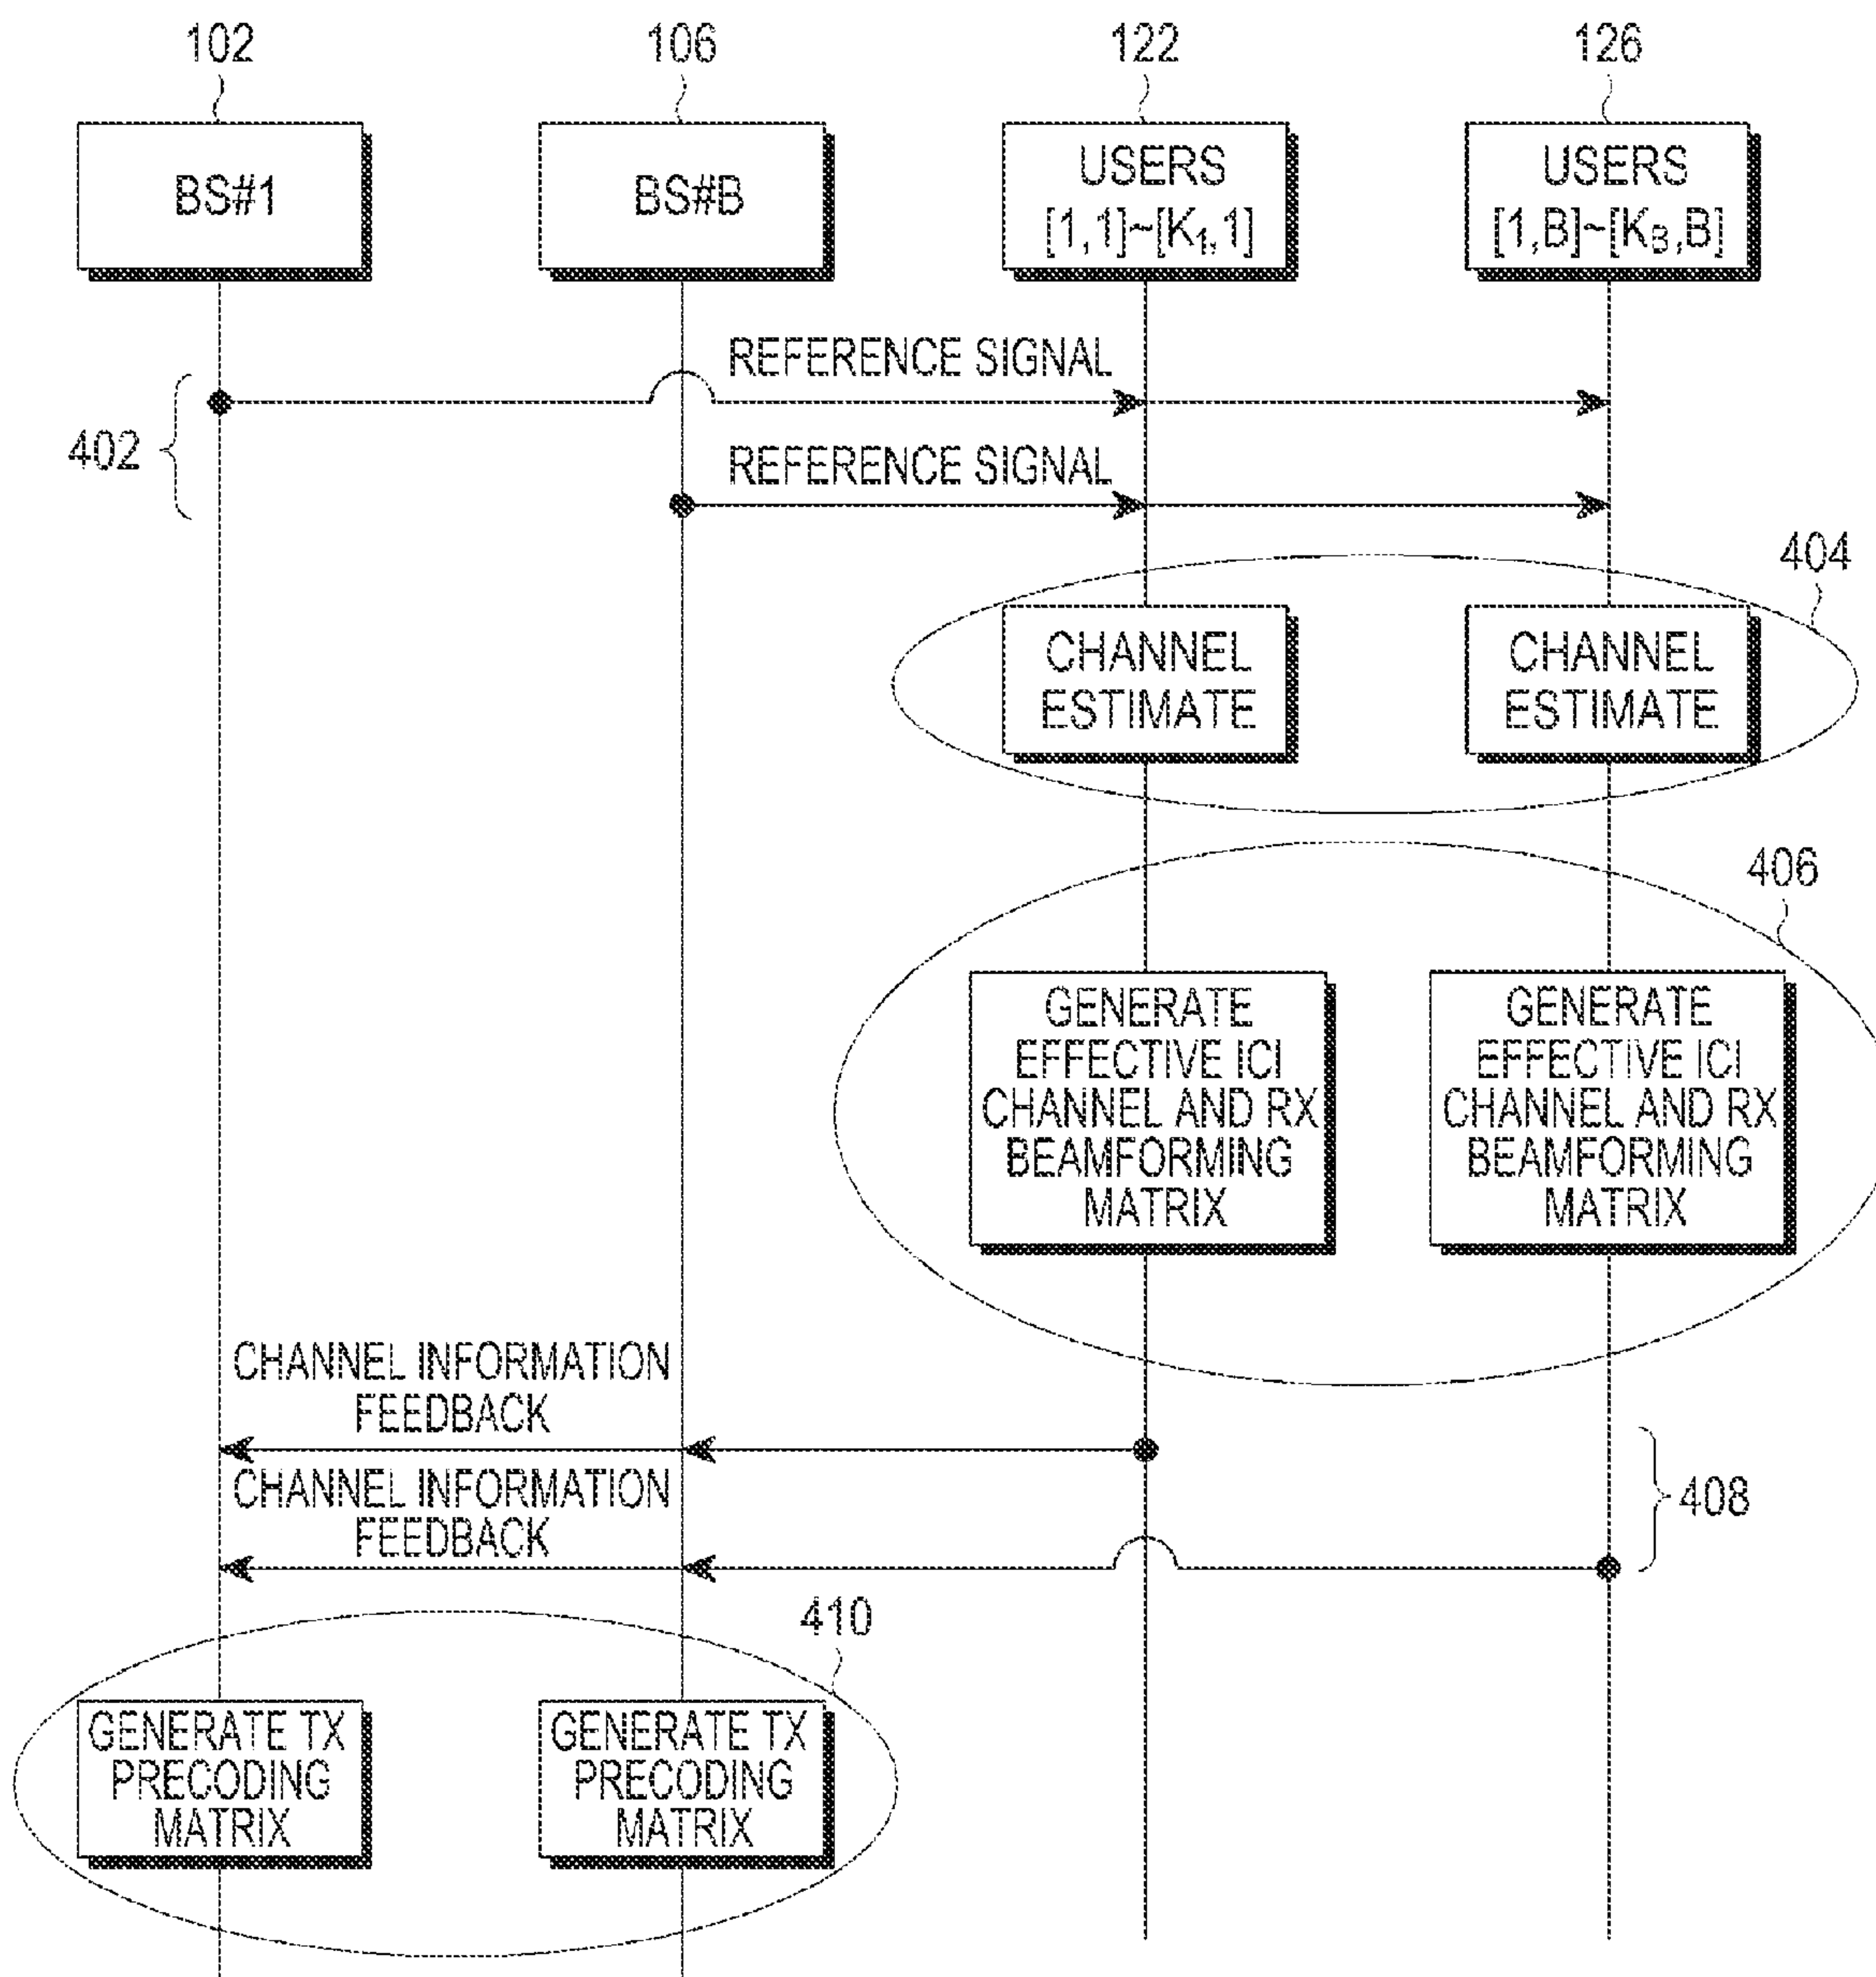 102
106
122
126
BS#1
BS#B
USERS
[1,1]~[K₁,1]
USERS
[1,B]~[K_B,B]
REFERENCE SIGNAL
402
REFERENCE SIGNAL
404
CHANNEL
ESTIMATE
CHANNEL
ESTIMATE
406
GENERATE
EFFECTIVE ICI
CHANNEL AND RX
BEAMFORMING
MATRIX
GENERATE
EFFECTIVE ICI
CHANNEL AND RX
BEAMFORMING
MATRIX
CHANNEL INFORMATION
FEEDBACK
CHANNEL INFORMATION
FEEDBACK
408
410
GENERATE TX
PRECODING
MATRIX
GENERATE TX
PRECODING
MATRIX